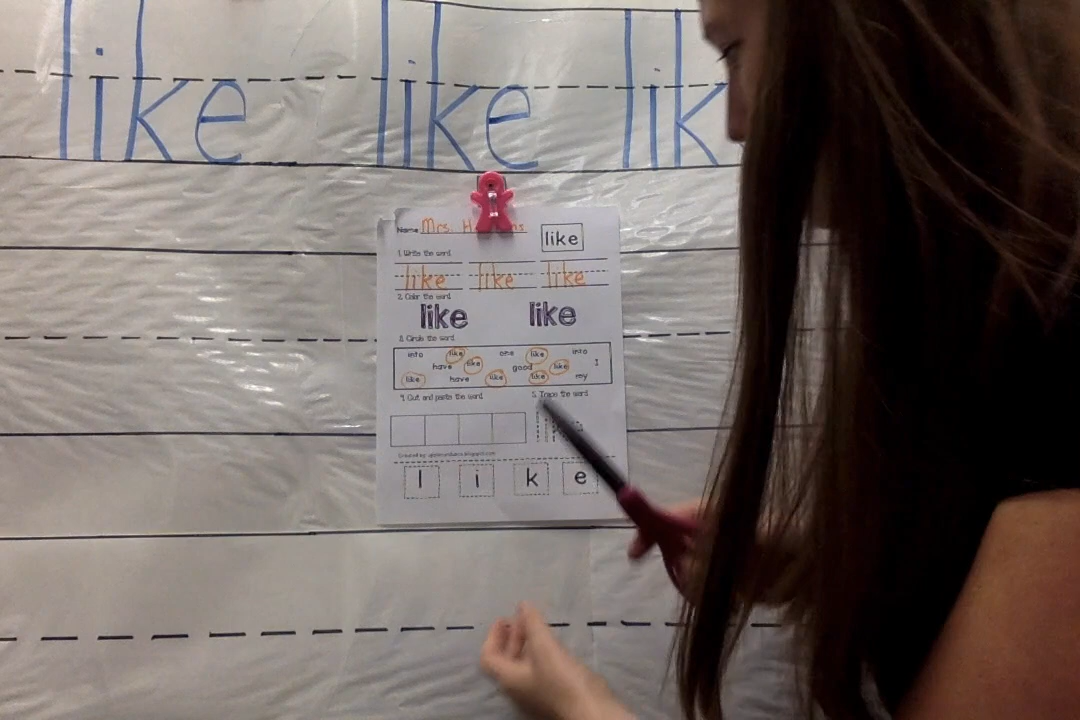 like like lik
Name Mrs. H
like
1. Write the word.
like like like
2. Color the word.
like like
3. Circle the word.
into like one like into
have like good like I
like have like like my
4. Cut and paste the word. 5. Trace the word.
l i k e